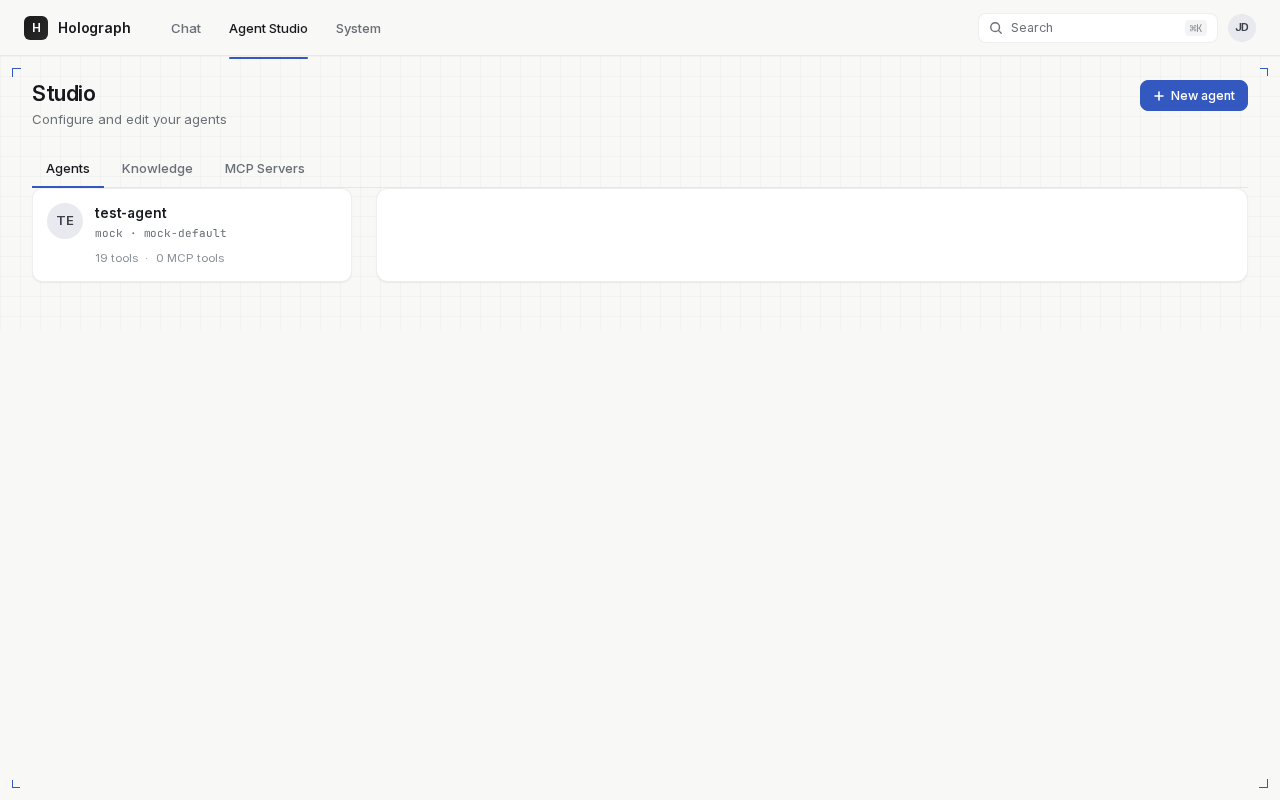 H Holograph Chat Agent Studio System Search ⌘K JD
Studio
Configure and edit your agents
+ New agent
Agents Knowledge MCP Servers
TE
test-agent
mock · mock-default
19 tools · 0 MCP tools